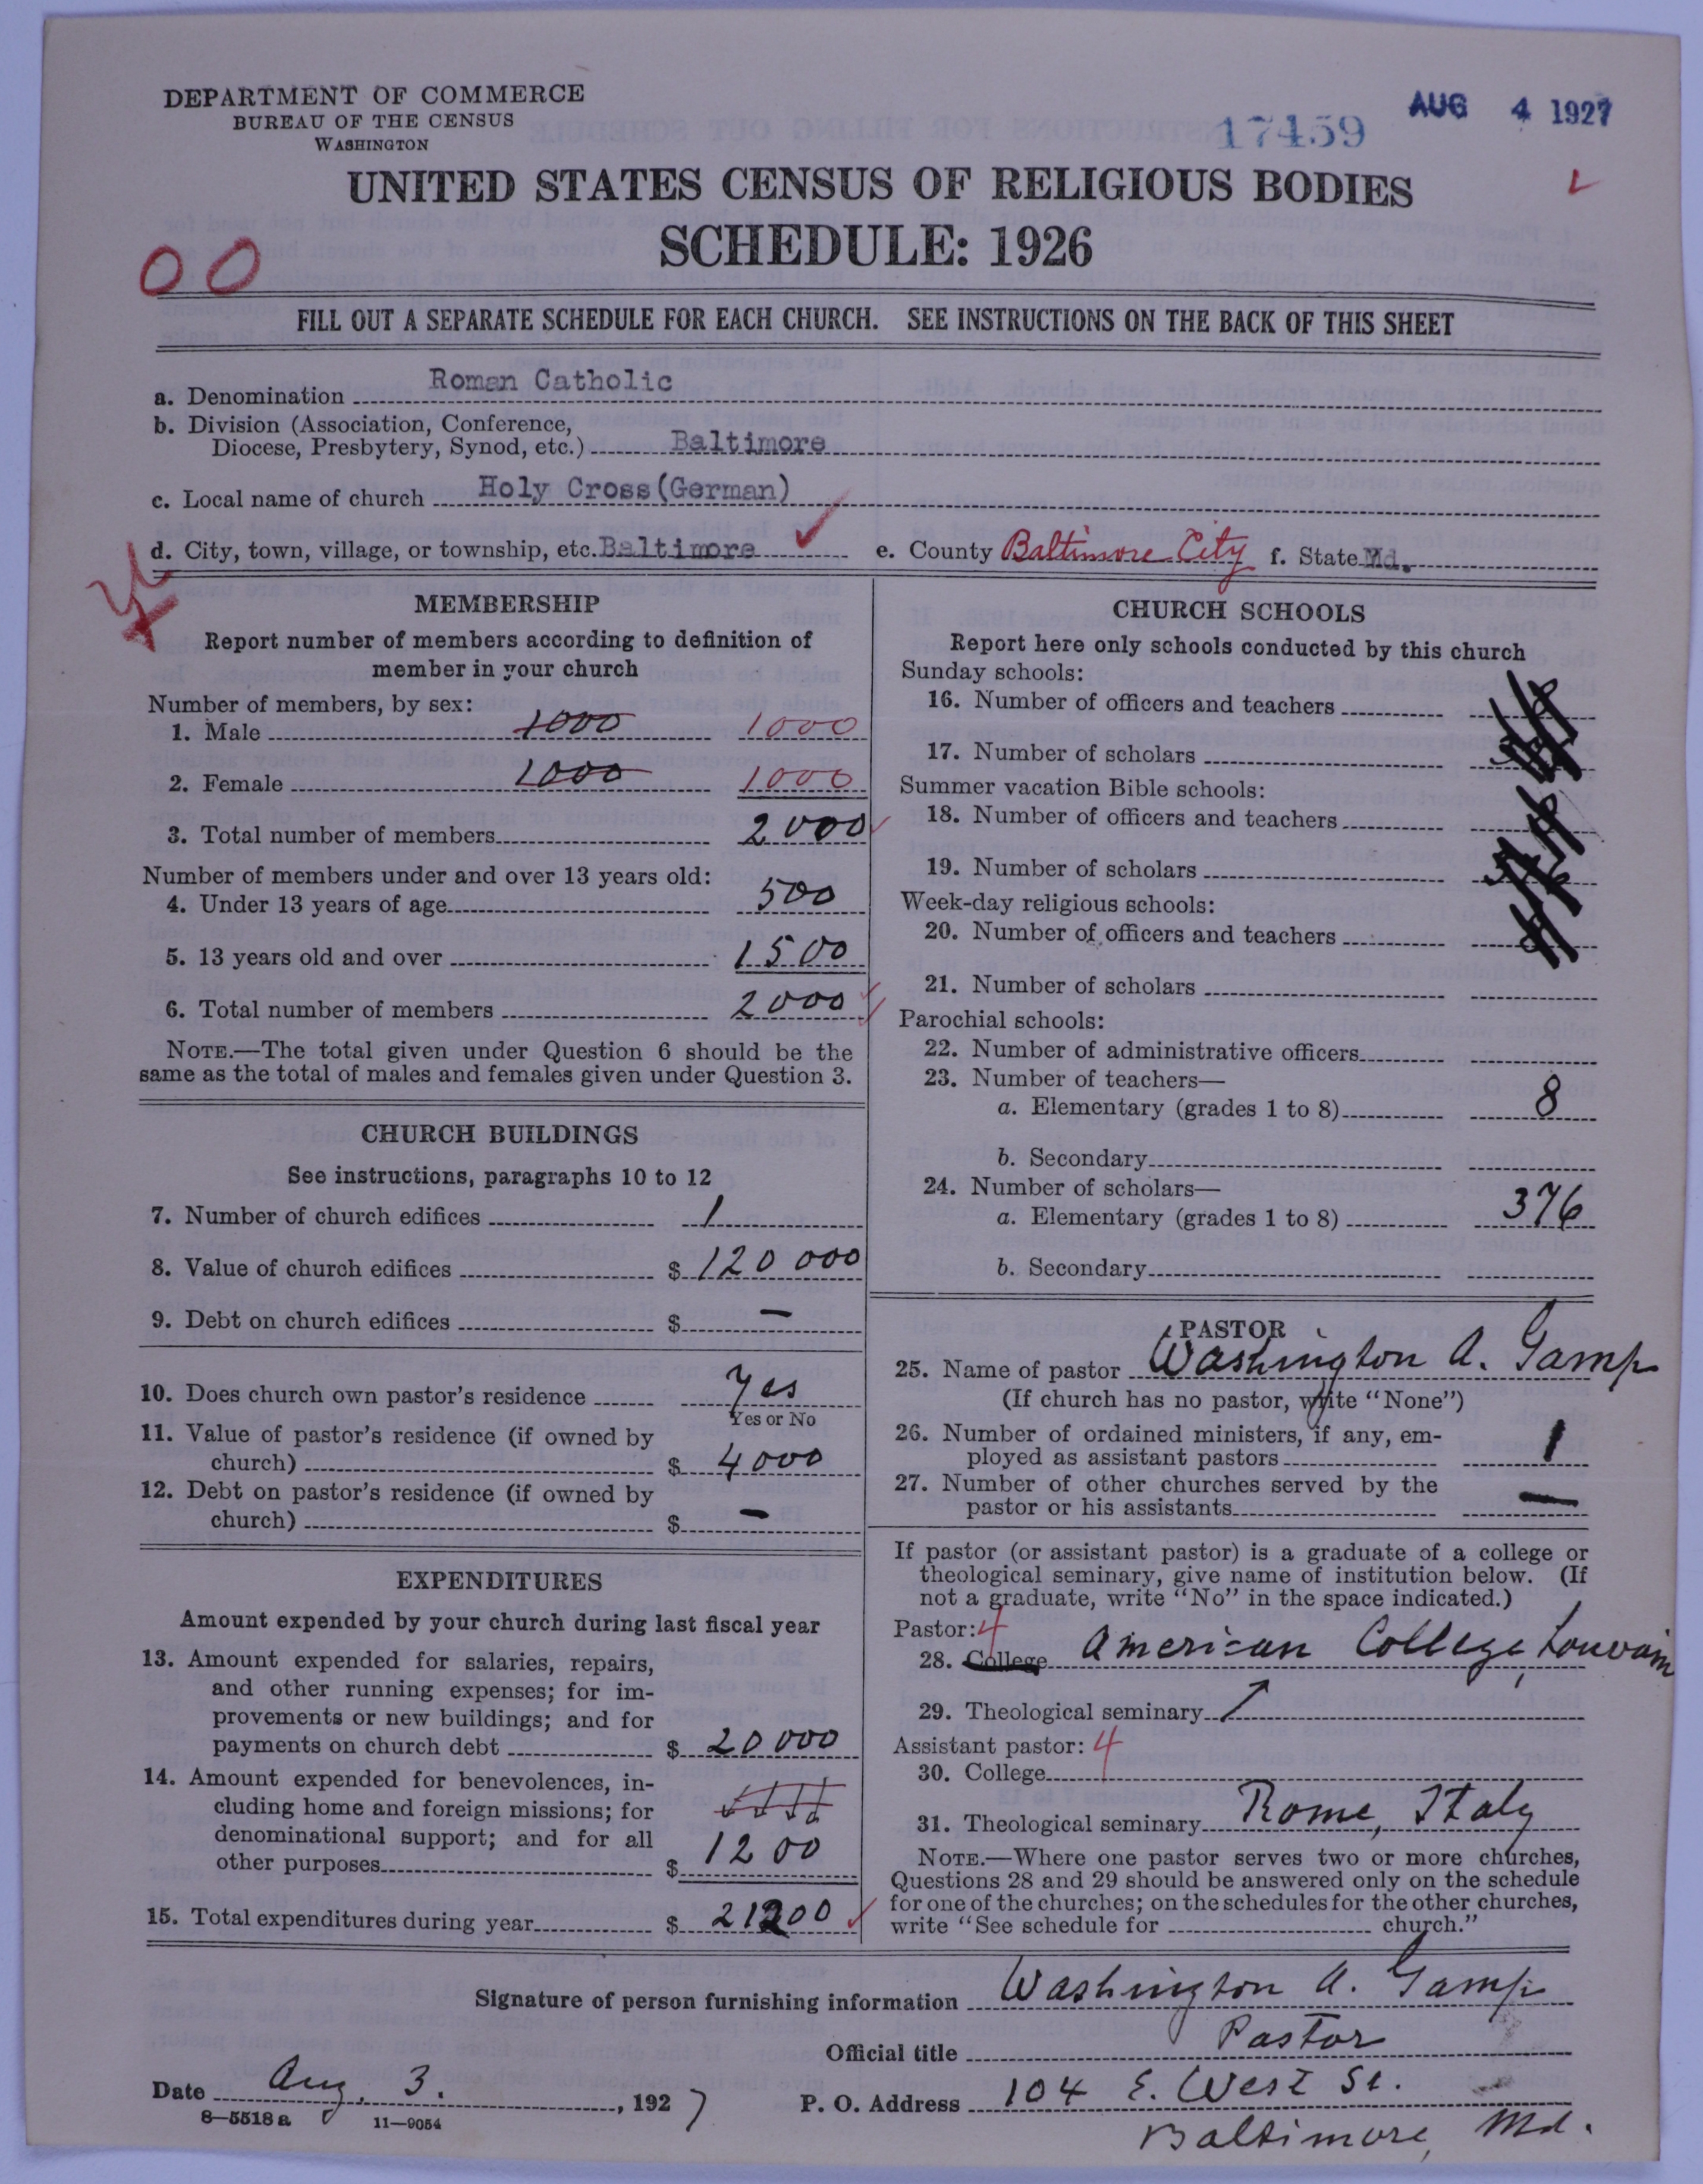 DEPARTMENT OF COMMERCE
BUREAU OF THE CENSUS
WASHINGTON
17459
AUG 4 1927
UNITED STATES CENSUS OF RELIGIOUS BODIES
SCHEDULE: 1926
00
FILL OUT A SEPARATE SCHEDULE FOR EACH CHURCH. SEE INSTRUCTIONS ON THE BACK OF THIS SHEET
a. Denomination Roman Catholic
b. Division (Association, Conference,
Diocese, Presbytery, Synod, etc.) Baltimore
c. Local name of church Holy Cross(German)
d. City, town, village, or township, etc. Baltimore e. County Baltimore City f. State Md.
MEMBERSHIP
Report number of members according to definition of
member in your church
Number of members, by sex:
1. Male 1000 1000
2. Female 1000 1000
3. Total number of members 2000
Number of members under and over 13 years old:
4. Under 13 years of age 500
5. 13 years old and over 1500
6. Total number of members 2000
NOTE.—The total given under Question 6 should be the
same as the total of males and females given under Question 3.
CHURCH BUILDINGS
See instructions, paragraphs 10 to 12
7. Number of church edifices 1
8. Value of church edifices $ 120 000
9. Debt on church edifices $ —
10. Does church own pastor's residence Yes
Yes or No
11. Value of pastor's residence (if owned by
church) $ 4000
12. Debt on pastor's residence (if owned by
church) $ —
EXPENDITURES
Amount expended by your church during last fiscal year
13. Amount expended for salaries, repairs,
and other running expenses; for im-
provements or new buildings; and for
payments on church debt $ 20000
14. Amount expended for benevolences, in-
cluding home and foreign missions; for
denominational support; and for all
other purposes $ 1200
15. Total expenditures during year $ 21200
CHURCH SCHOOLS
Report here only schools conducted by this church
Sunday schools:
16. Number of officers and teachers
17. Number of scholars
Summer vacation Bible schools:
18. Number of officers and teachers
19. Number of scholars
Week-day religious schools:
20. Number of officers and teachers
21. Number of scholars
Parochial schools:
22. Number of administrative officers
23. Number of teachers—
a. Elementary (grades 1 to 8) 8
b. Secondary
24. Number of scholars—
a. Elementary (grades 1 to 8) 376
b. Secondary
PASTOR
25. Name of pastor Washington A. Gamp
(If church has no pastor, write "None")
26. Number of ordained ministers, if any, em-
ployed as assistant pastors 1
27. Number of other churches served by the
pastor or his assistants —
If pastor (or assistant pastor) is a graduate of a college or
theological seminary, give name of institution below. (If
not a graduate, write "No" in the space indicated.)
Pastor: 4
28. College American College, Louvain
29. Theological seminary
Assistant pastor: 4
30. College
31. Theological seminary Rome, Italy
NOTE.—Where one pastor serves two or more churches,
Questions 28 and 29 should be answered only on the schedule
for one of the churches; on the schedules for the other churches,
write "See schedule for church."
Signature of person furnishing information Washington A. Gamp
Official title Pastor
Date Aug. 3. , 1927 P. O. Address 104 E. West St.
Baltimore, Md.
8—5518a 11—9054